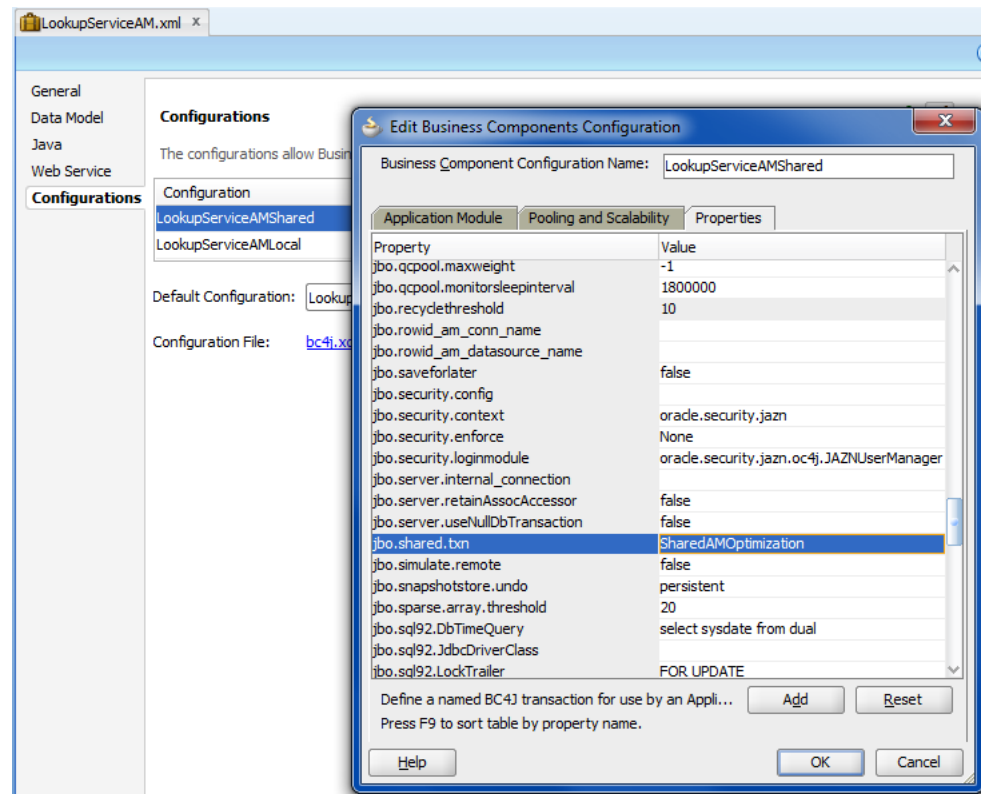 LookupServiceAM.xml x
General
Data Model
Java
Web Service
Configurations
Configurations
The configurations allow Busin
Configuration
LookupServiceAMShared
LookupServiceAMLocal
Default Configuration: Lookup
Configuration File: bc4j.xc
Edit Business Components Configuration
Business Component Configuration Name: LookupServiceAMShared
Application Module Pooling and Scalability Properties
Property Value
jbo.qcpool.maxweight -1
jbo.qcpool.monitorsleepinterval 1800000
jbo.recyclethreshold 10
jbo.rowid_am_conn_name
jbo.rowid_am_datasource_name
jbo.saveforlater false
jbo.security.config
jbo.security.context oracle.security.jazn
jbo.security.enforce None
jbo.security.loginmodule oracle.security.jazn.oc4j.JAZNUserManager
jbo.server.internal_connection
jbo.server.retainAssocAccessor false
jbo.server.useNullDbTransaction false
jbo.shared.txn SharedAMOptimization
jbo.simulate.remote false
jbo.snapshotstore.undo persistent
jbo.sparse.array.threshold 20
jbo.sql92.DbTimeQuery select sysdate from dual
jbo.sql92.JdbcDriverClass
jbo.sql92.LockTrailer FOR UPDATE
Define a named BC4J transaction for use by an Appli... Add Reset
Press F9 to sort table by property name.
Help OK Cancel